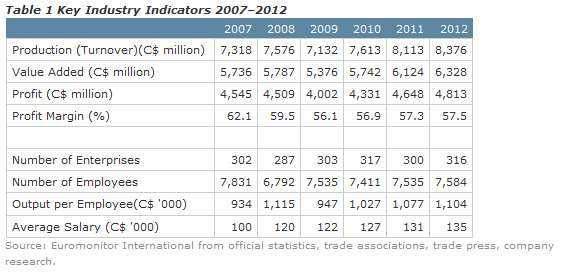 Table 1 Key Industry Indicators 2007–2012
2007 2008 2009 2010 2011 2012
Production (Turnover)(C$ million) 7,318 7,576 7,132 7,613 8,113 8,376
Value Added (C$ million) 5,736 5,787 5,376 5,742 6,124 6,328
Profit (C$ million) 4,545 4,509 4,002 4,331 4,648 4,813
Profit Margin (%) 62.1 59.5 56.1 56.9 57.3 57.5
Number of Enterprises 302 287 303 317 300 316
Number of Employees 7,831 6,792 7,535 7,411 7,535 7,584
Output per Employee(C$ '000) 934 1,115 947 1,027 1,077 1,104
Average Salary (C$ '000) 100 120 122 127 131 135
Source: Euromonitor International from official statistics, trade associations, trade press, company
research.